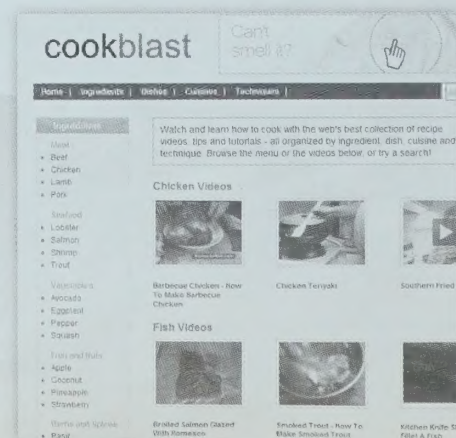 cookblast
Can't
smell it?
Home | Ingredients | Dishes | Cuisines | Techniques |
Ingredients
Watch and learn how to cook with the web's best collection of recipe
videos, tips and tutorials - all organized by ingredient, dish, cuisine and
technique. Browse the menu or the videos below, or try a search!
Meat
Beef
Chicken
Lamb
Pork
Seafood
Lobster
Salmon
Shrimp
Trout
Vegetables
Avocado
Eggplant
Pepper
Squash
Fruit and Nuts
Apple
Coconut
Pineapple
Strawberry
Herbs and Spices
Chicken Videos
Barbecue Chicken - how
To Make Barbecue
Chicken
Chicken Teriyaki
Southern Fried
Fish Videos
Broiled Salmon Glazed
With
Smoked Trout - how To
Make Smoked Trout
Kitchen Knife
Fillet A Fish